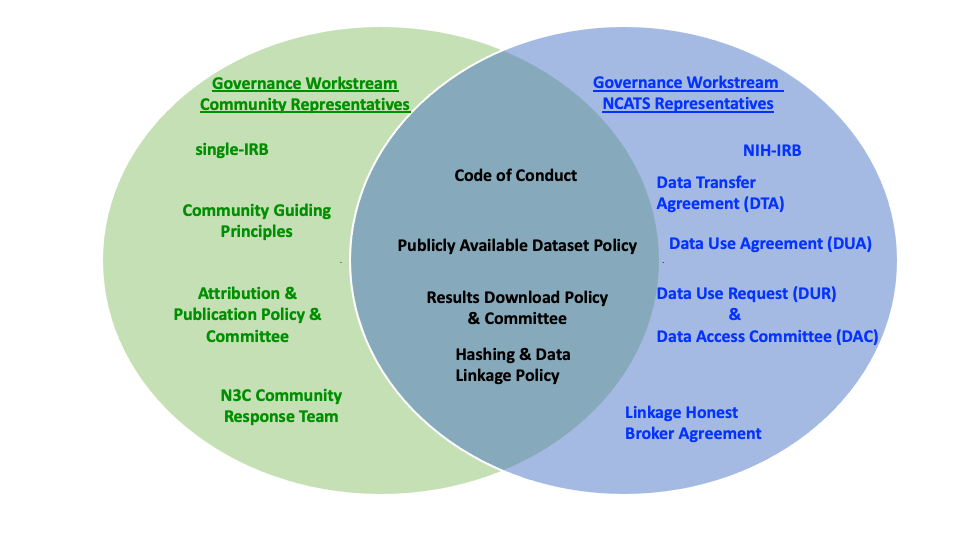 Governance Workstream
Community Representatives
single-IRB
Community Guiding
Principles
Attribution &
Publication Policy &
Committee
N3C Community
Response Team
Code of Conduct
Publicly Available Dataset Policy
Results Download Policy
& Committee
Hashing & Data
Linkage Policy
Governance Workstream
NCATS Representatives
NIH-IRB
Data Transfer
Agreement (DTA)
Data Use Agreement (DUA)
Data Use Request (DUR)
&
Data Access Committee (DAC)
Linkage Honest
Broker Agreement